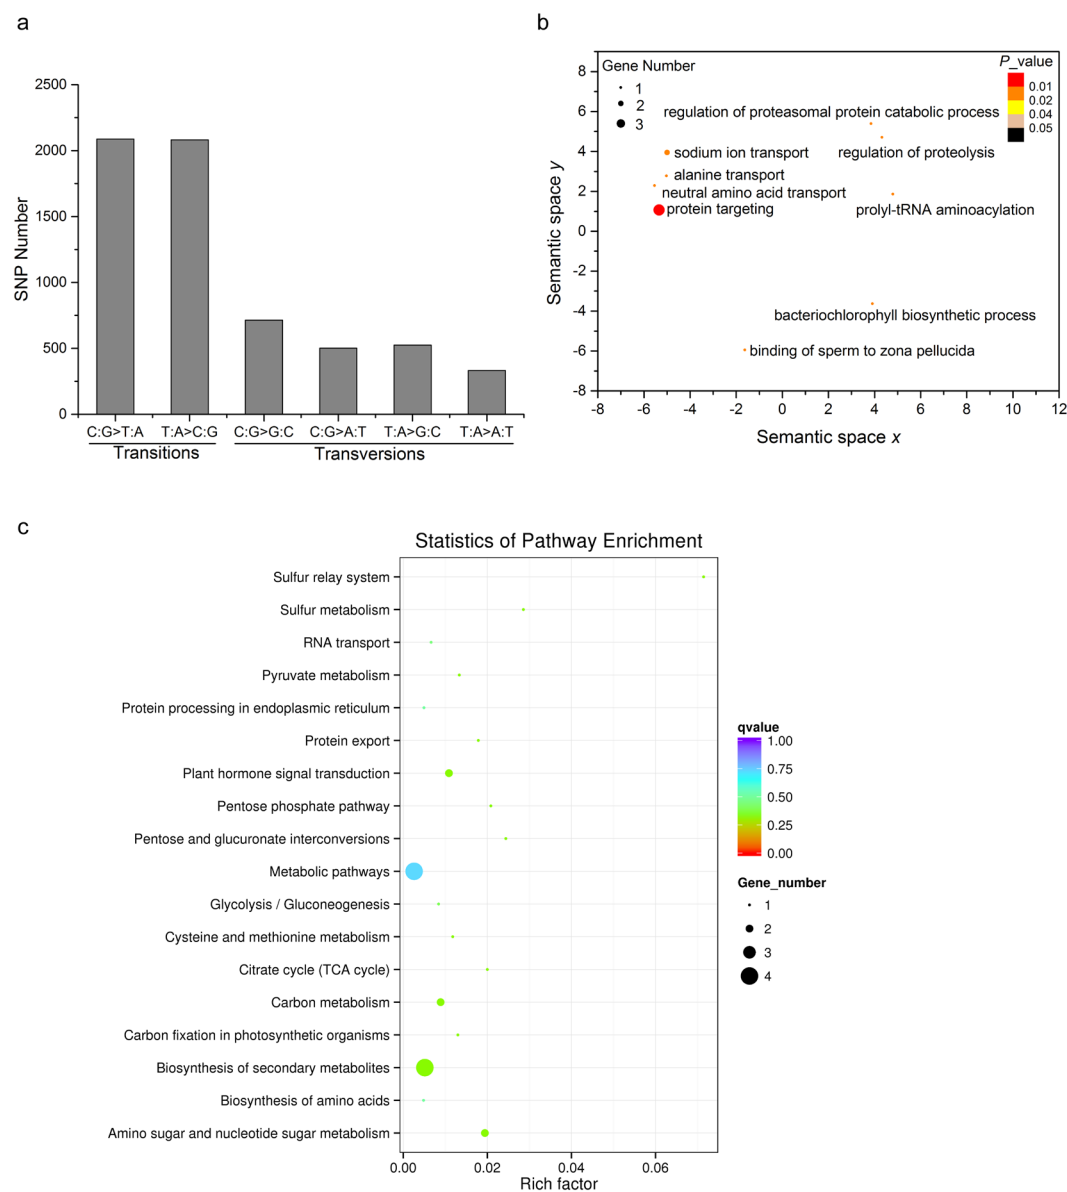 a
2500
2000
1500
1000
500
0
SNP Number
C:G>T:A
T:A>C:G
C:G>G:C
C:G>A:T
T:A>G:C
T:A>A:T
Transitions
Transversions
b
8
6
4
2
0
-2
-4
-6
-8
Semantic space y
Gene Number
1
2
3
P_value
0.01
0.02
0.04
0.05
regulation of proteasomal protein catabolic process
sodium ion transport
regulation of proteolysis
alanine transport
neutral amino acid transport
protein targeting
prolyl-tRNA aminoacylation
bacteriochlorophyll biosynthetic process
binding of sperm to zona pellucida
-8
-6
-4
-2
0
2
4
6
8
10
12
Semantic space x
c
Statistics of Pathway Enrichment
Sulfur relay system
Sulfur metabolism
RNA transport
Pyruvate metabolism
Protein processing in endoplasmic reticulum
Protein export
Plant hormone signal transduction
Pentose phosphate pathway
Pentose and glucuronate interconversions
Metabolic pathways
Glycolysis / Gluconeogenesis
Cysteine and methionine metabolism
Citrate cycle (TCA cycle)
Carbon metabolism
Carbon fixation in photosynthetic organisms
Biosynthesis of secondary metabolites
Biosynthesis of amino acids
Amino sugar and nucleotide sugar metabolism
0.00
0.02
0.04
0.06
Rich factor
qvalue
1.00
0.75
0.50
0.25
0.00
Gene_number
1
2
3
4